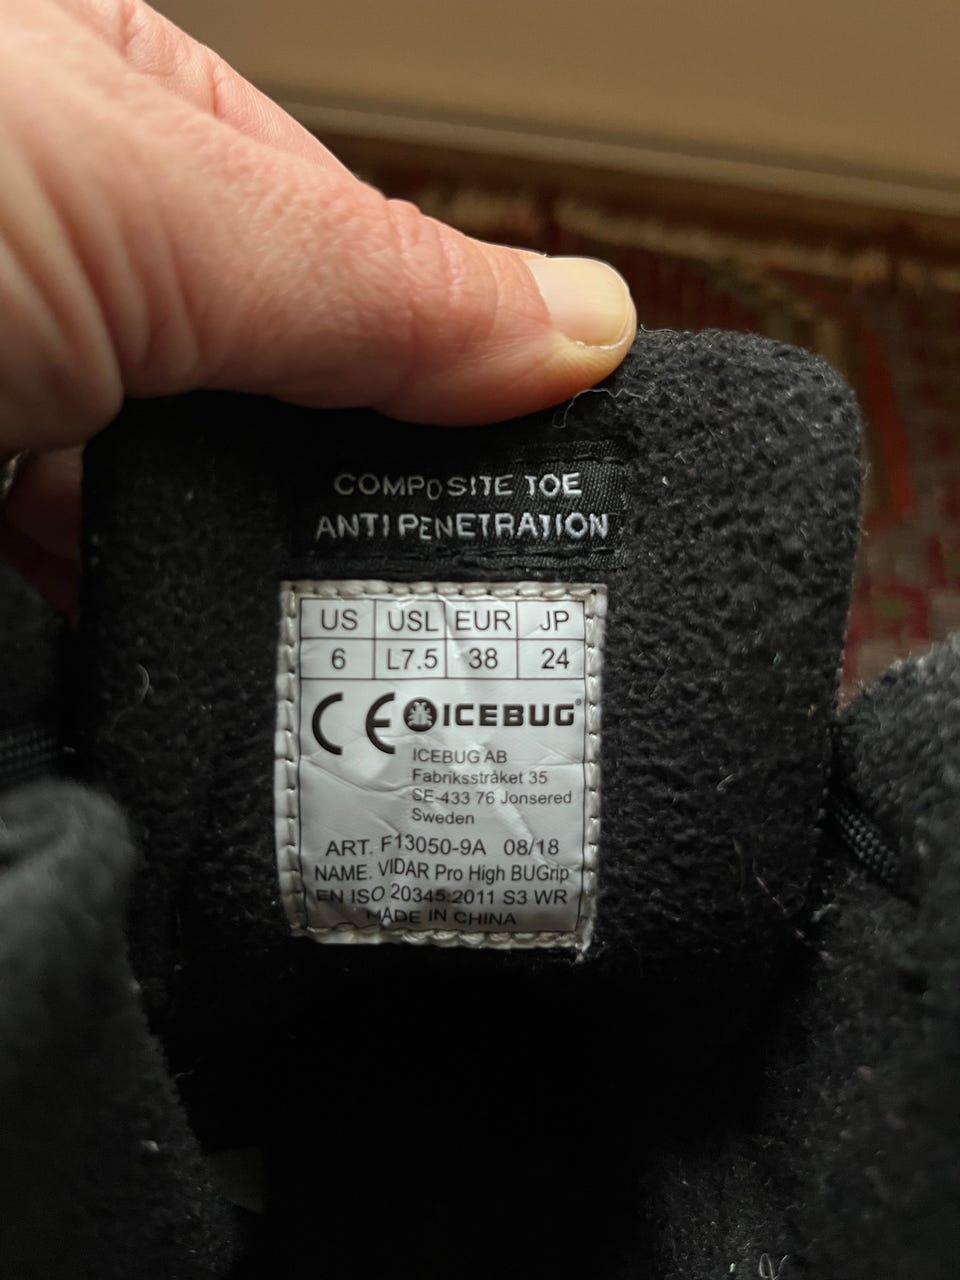 COMPOSITE TOE
ANTI PENETRATION
US USL EUR JP
6 L7.5 38 24
CE ICEBUG®
ICEBUG AB
Fabriksstråket 35
SE-433 76 Jonsered
Sweden
ART. F13050-9A 08/18
NAME. VIDAR Pro High BUGrip
EN ISO 20345:2011 S3 WR
MADE IN CHINA